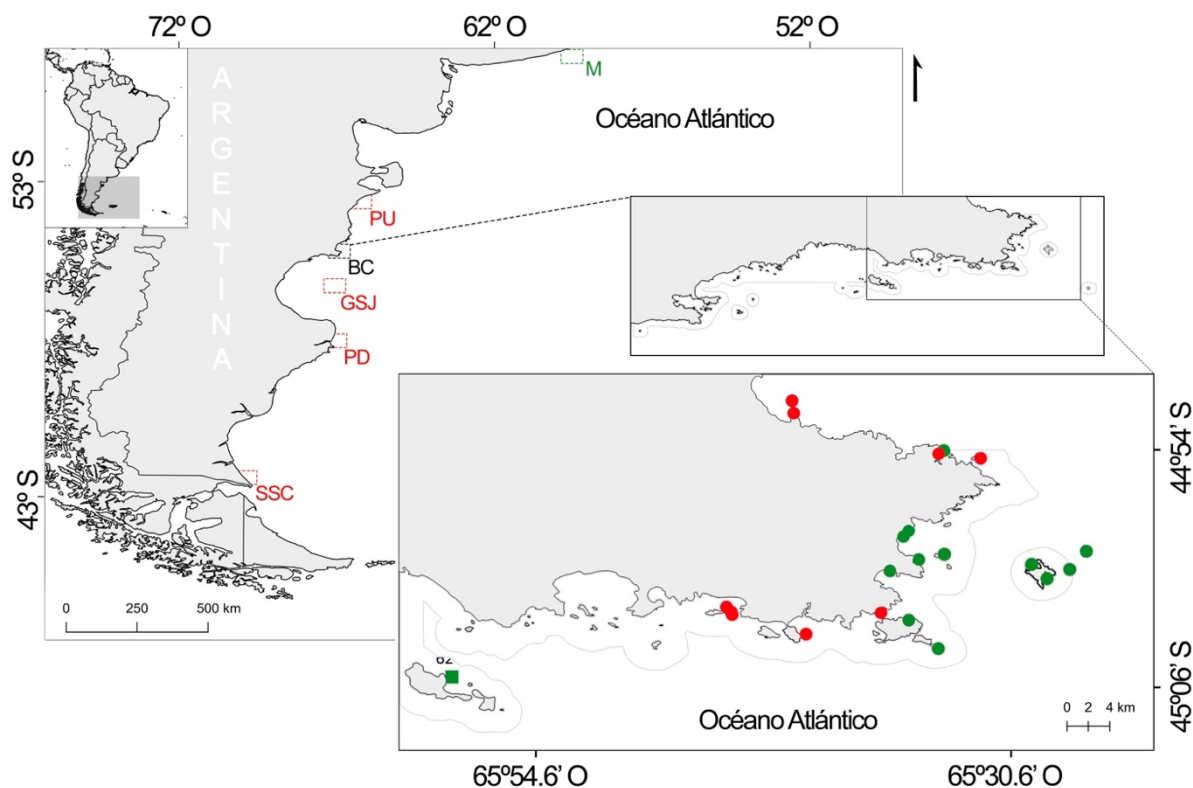 72º O
62º O
52º O
M
ARGENTINA
Océano Atlántico
53º S
PU
BC
GSJ
PD
44º54’ S
43º S
SSC
0 250 500 km
0 2 4 km
Océano Atlántico
45º06’ S
65º54.6’ O
65º30.6’ O